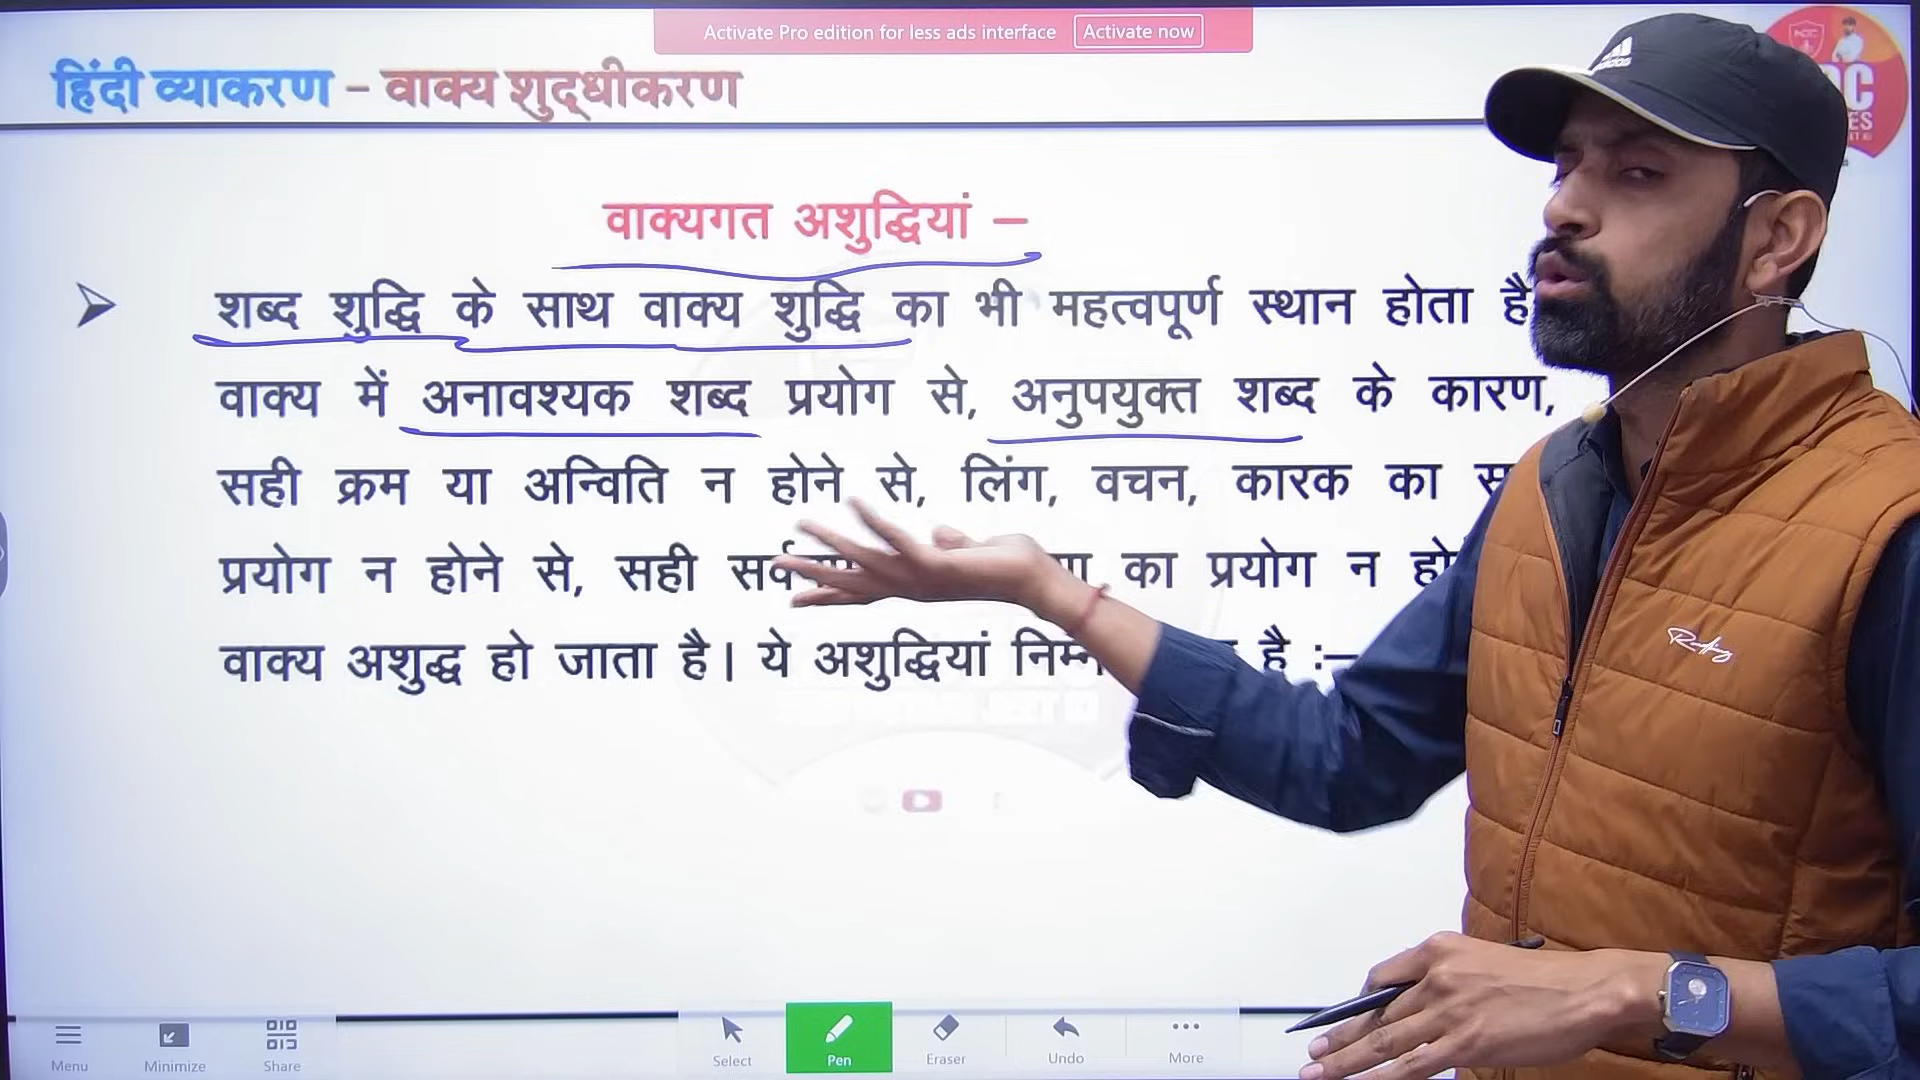 Activate Pro edition for less ads interface Activate now
हिंदी व्याकरण – वाक्य शुद्धीकरण
वाक्यगत अशुद्धियां –
शब्द शुद्धि के साथ वाक्य शुद्धि का भी महत्वपूर्ण स्थान होता है
वाक्य में अनावश्यक शब्द प्रयोग से, अनुपयुक्त शब्द के कारण,
सही क्रम या अन्विति न होने से, लिंग, वचन, कारक का
प्रयोग न होने से, सही का प्रयोग न
वाक्य अशुद्ध हो जाता है। ये अशुद्धियां है :–
adidas
Menu Minimize Share Select Pen Eraser Undo More